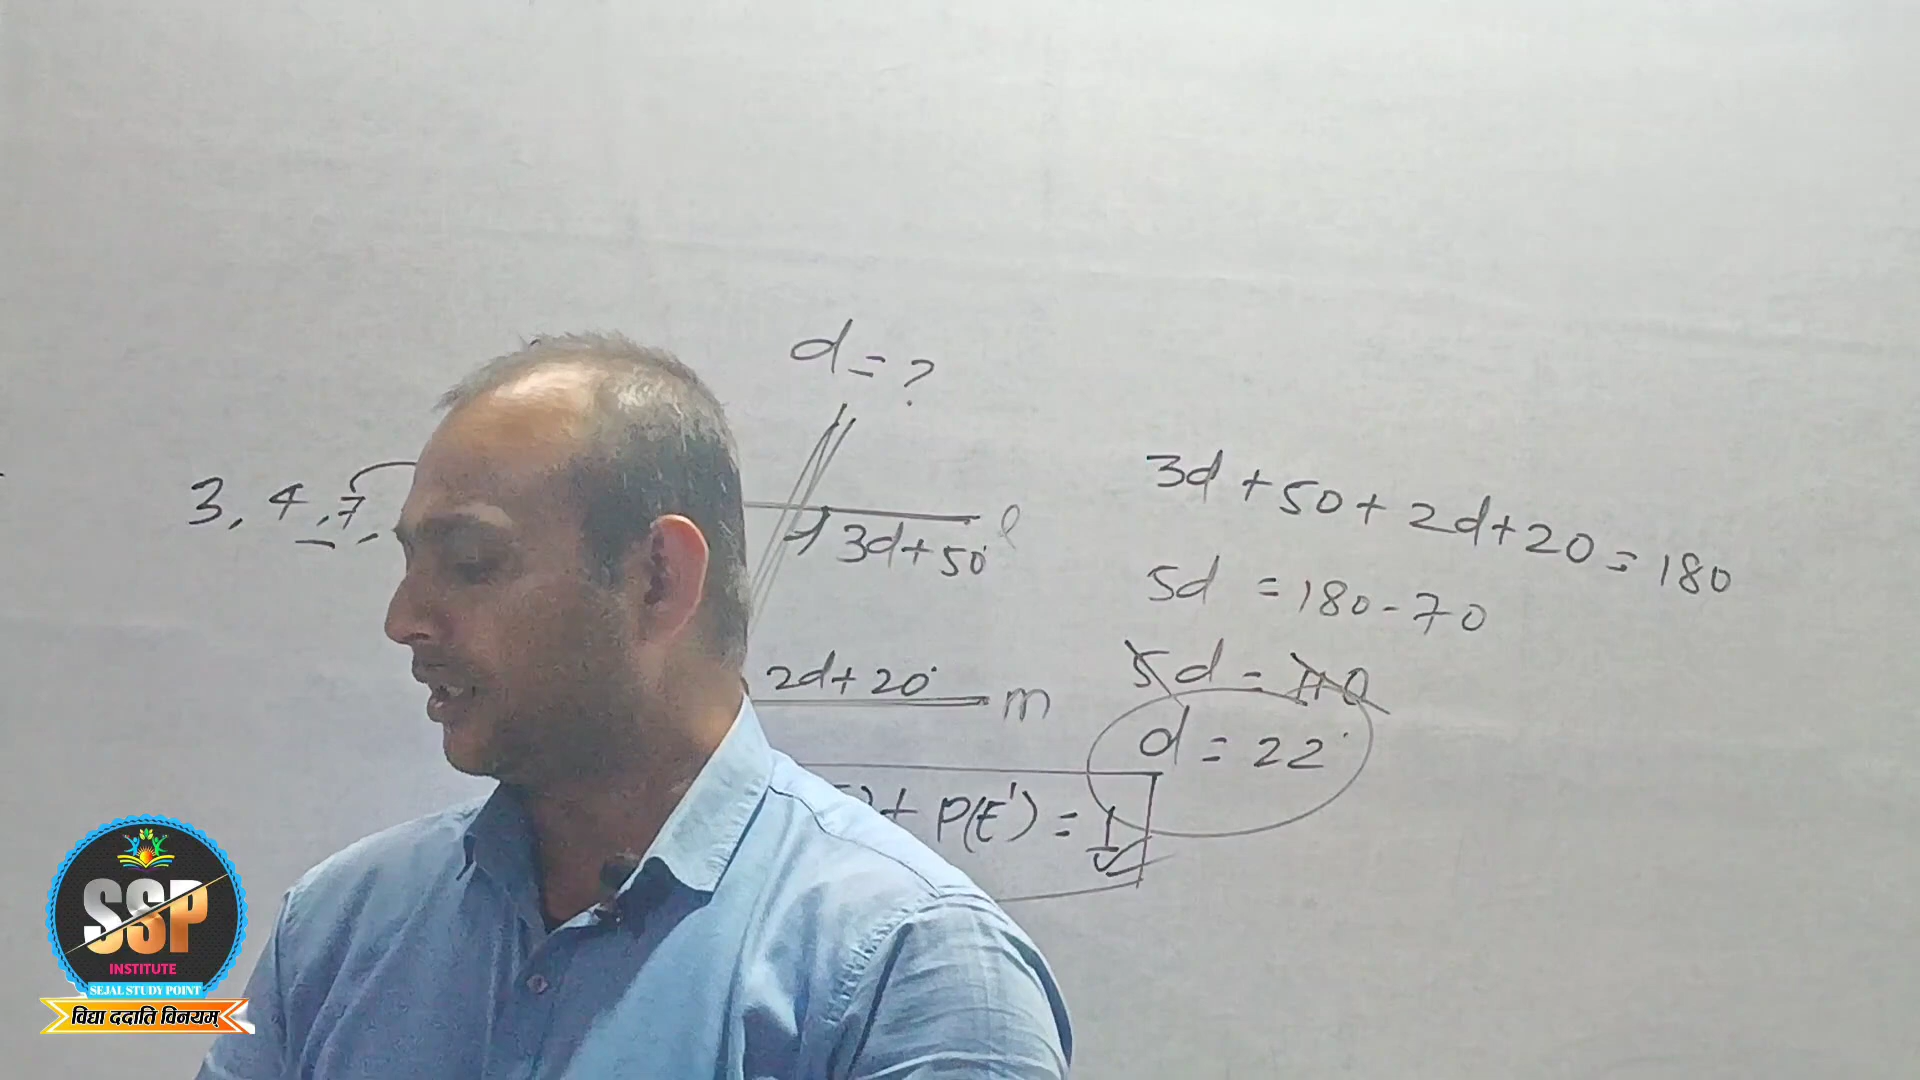 d = ?
3, 4, 7,
l
3d+50°
3d + 50 + 2d + 20 = 180
5d = 180 - 70
2d+20°
m
5d = 110
d = 22°
+ P(E') = 1
SSP
INSTITUTE
SEJAL STUDY POINT
विद्या ददाति विनयम्